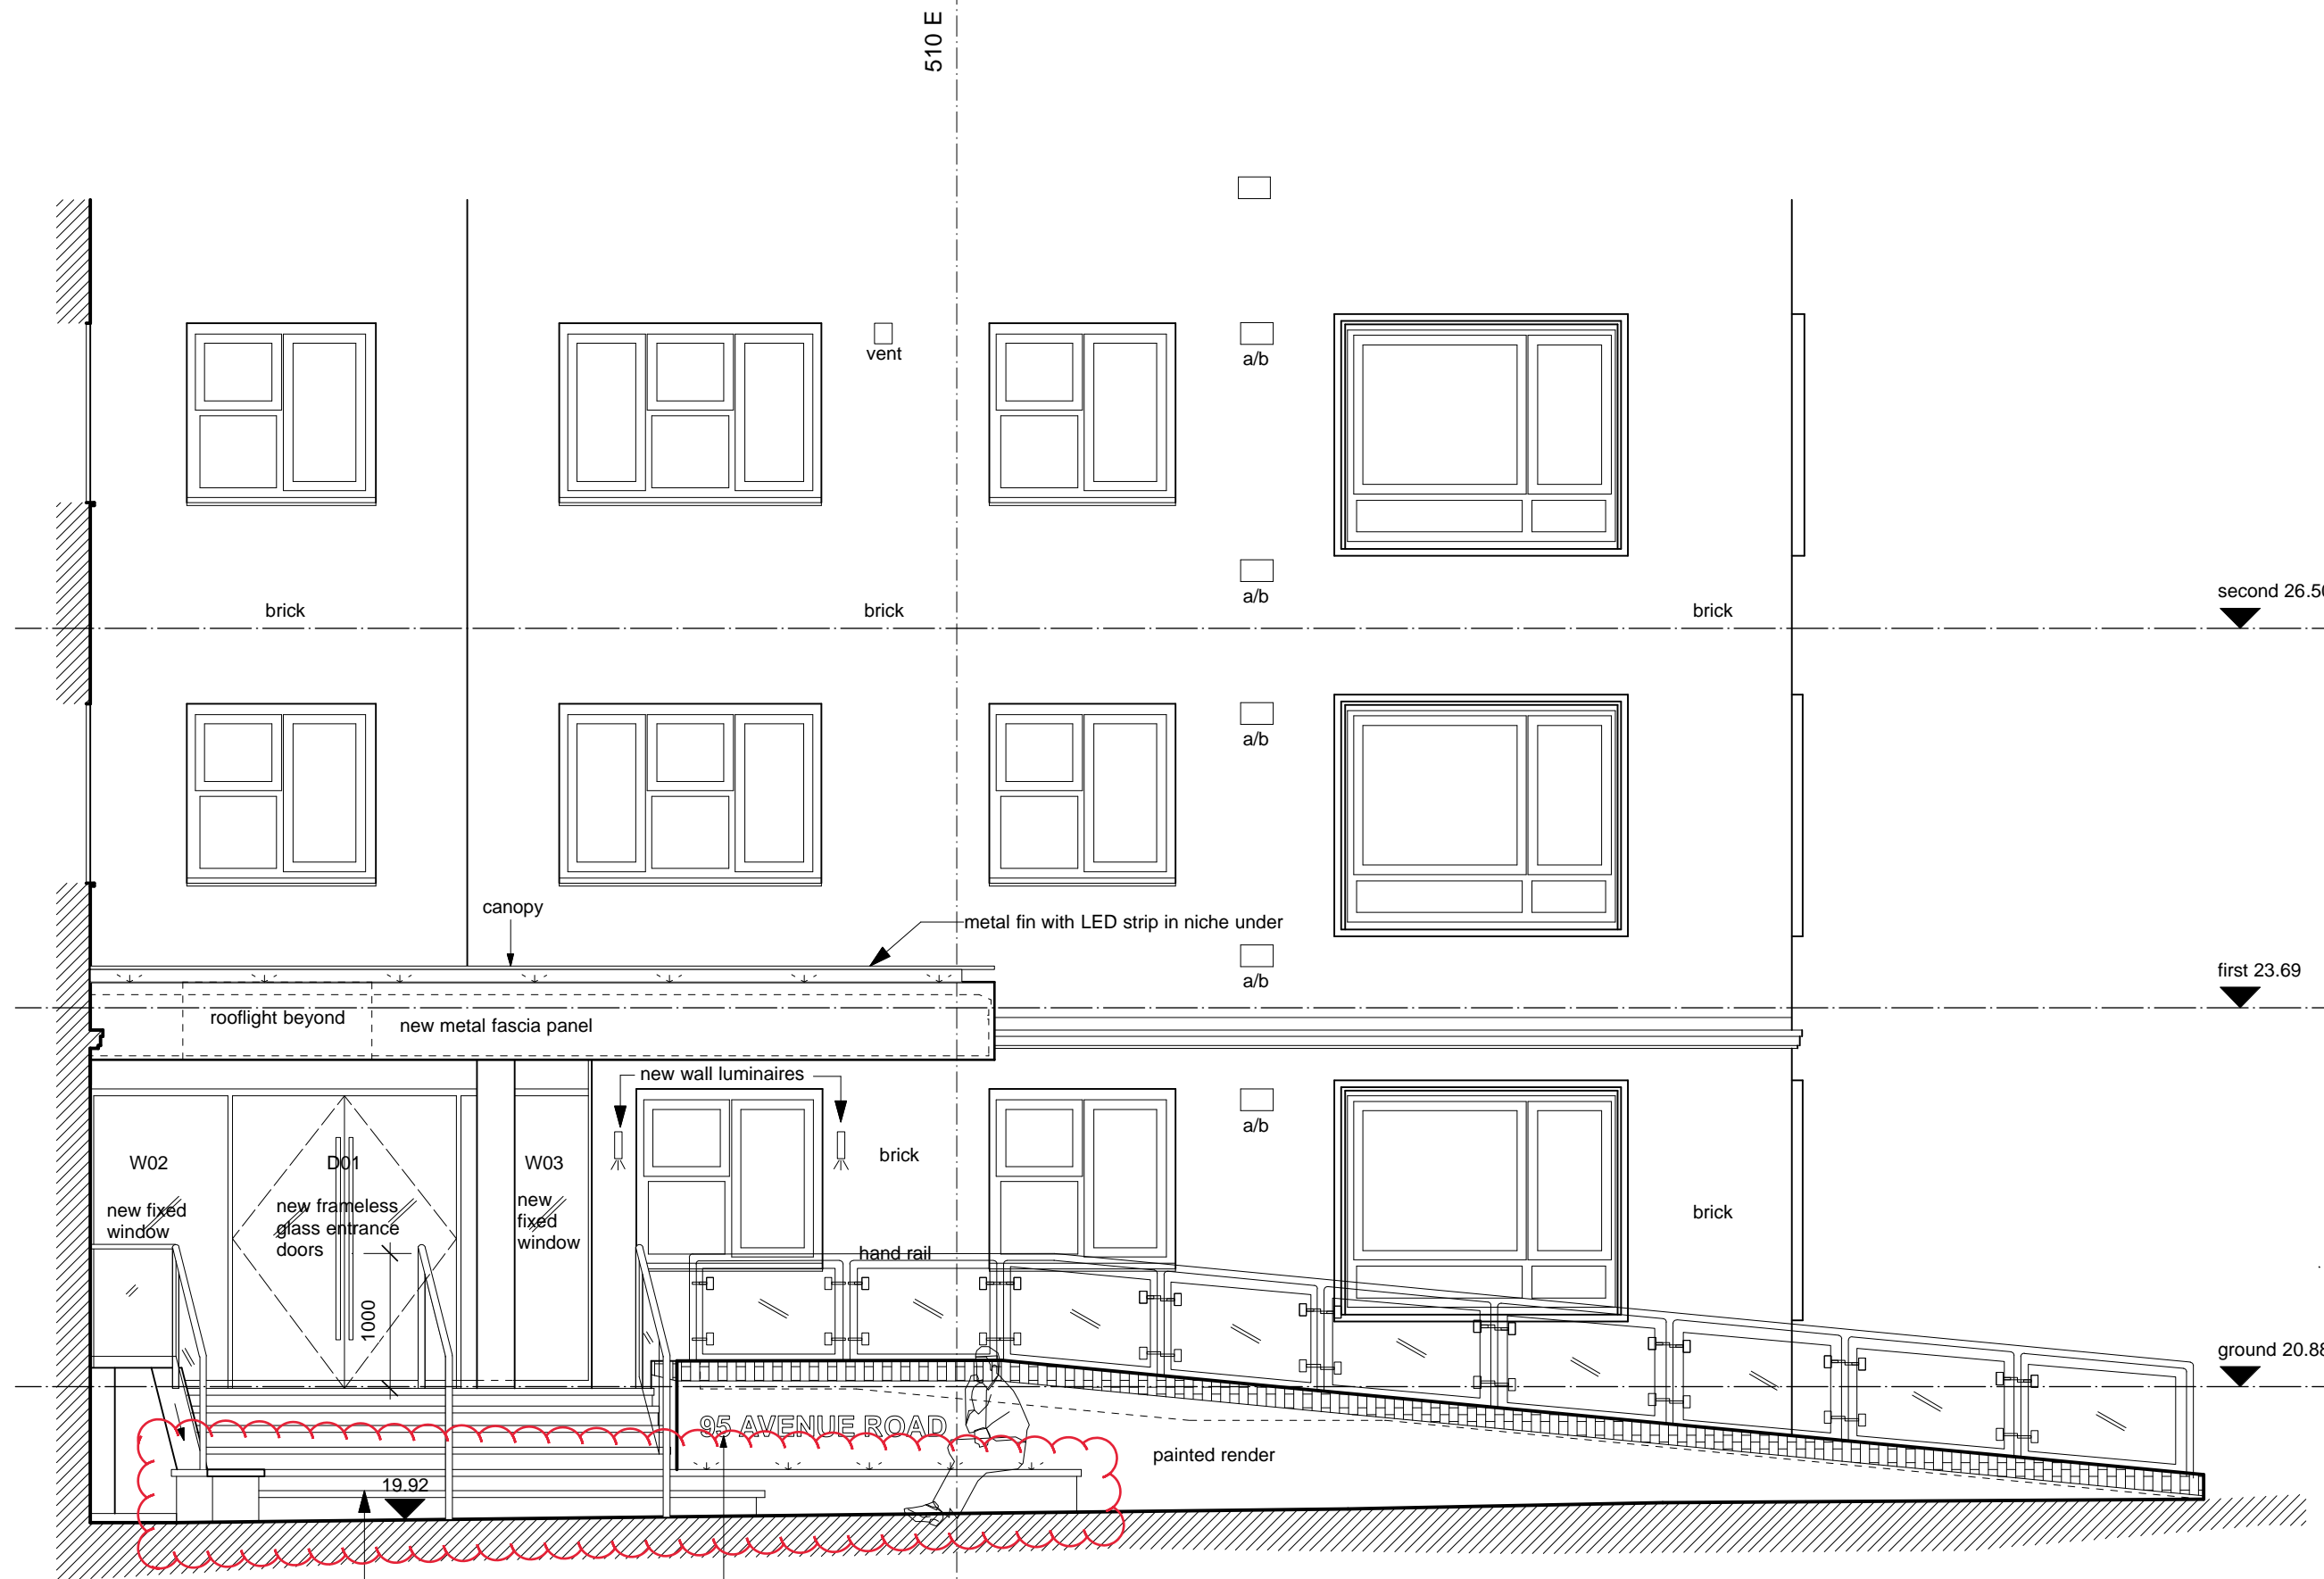 510 E
vent
a/b
a/b
second 26.5
brick
brick
brick
a/b
canopy
metal fin with LED strip in niche under
a/b
first 23.69
rooflight beyond
new metal fascia panel
new wall luminaires
a/b
brick
W02
D01
W03
new fixed
window
new frameless
glass entrance
doors
new
fixed
window
brick
hand rail
1000
ground 20.88
95 AVENUE ROAD
painted render
19.92